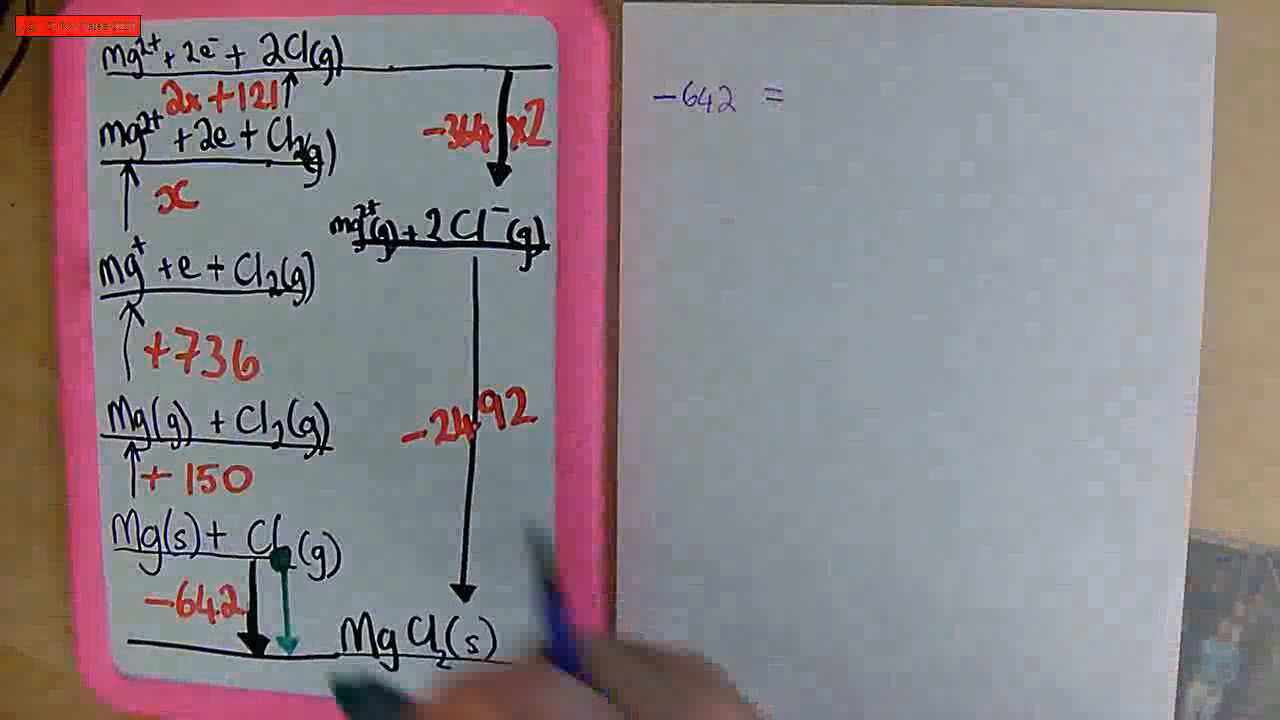 Mg²⁺ + 2e⁻ + 2Cl(g)
2x +121
Mg²⁺ + 2e + Cl₂(g)
-364 x2
x
Mg²⁺(g) + 2Cl⁻(g)
Mg⁺ + e + Cl₂(g)
+736
Mg(g) + Cl₂(g)
-2492
+ 150
Mg(s) + Cl₂(g)
-642
MgCl₂(s)
-642 =